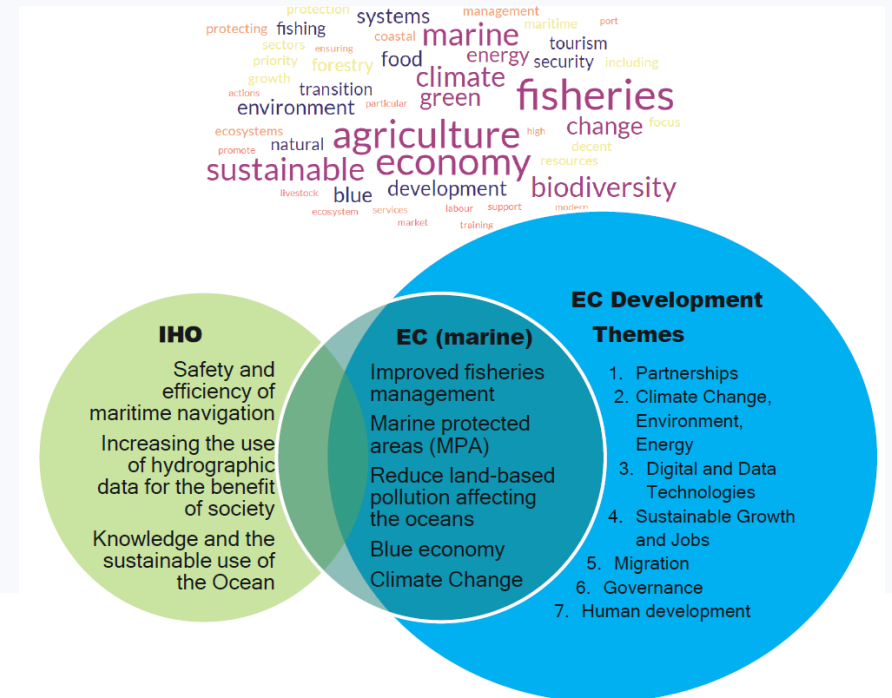 protection
management
systems
maritime
port
protecting
fishing
coastal
marine
tourism
sectors
ensuring
energy
priority
forestry
food
security
including
growth
climate
actions
transition
green
fisheries
environment
particular
ecosystems
agriculture
high
change
focus
promote
natural
decent
sustainable
economy
resources
livestock
blue
development
biodiversity
ecosystem
services
labour
support
modern
market
training
IHO
Safety and
efficiency of
maritime navigation
Increasing the use
of hydrographic
data for the benefit
of society
Knowledge and the
sustainable use of
the Ocean
EC (marine)
Improved fisheries
management
Marine protected
areas (MPA)
Reduce land-based
pollution affecting
the oceans
Blue economy
Climate Change
EC Development
Themes
1. Partnerships
2. Climate Change,
Environment,
Energy
3. Digital and Data
Technologies
4. Sustainable Growth
and Jobs
5. Migration
6. Governance
7. Human development